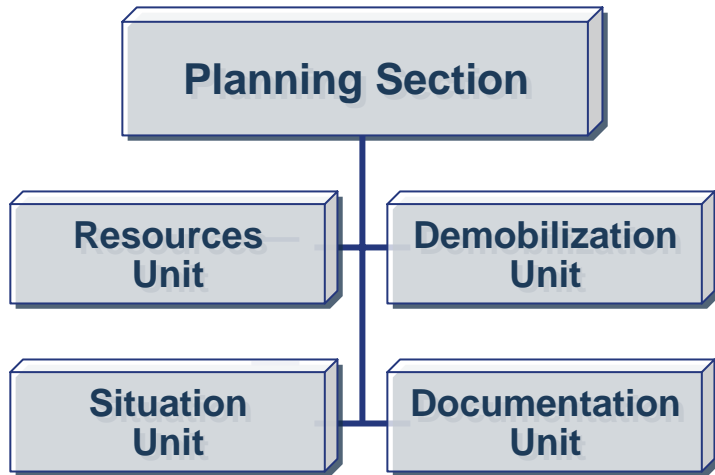 Planning Section
Resources
Unit
Demobilization
Unit
Situation
Unit
Documentation
Unit